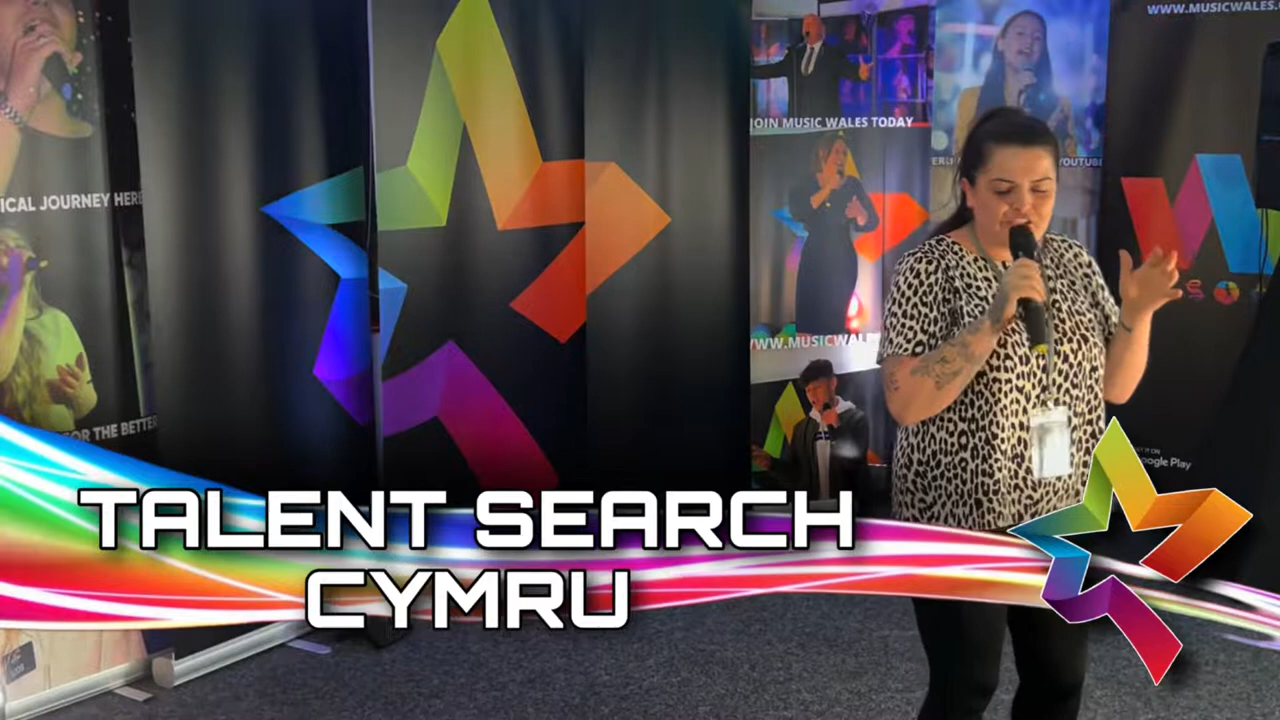 WWW.MUSICWALES.
JOIN MUSIC WALES TODAY
YOUTUBE
ICAL JOURNEY HERE
WWW.MUSICWALES
FOR THE BETTER
Google Play
TALENT SEARCH
CYMRU